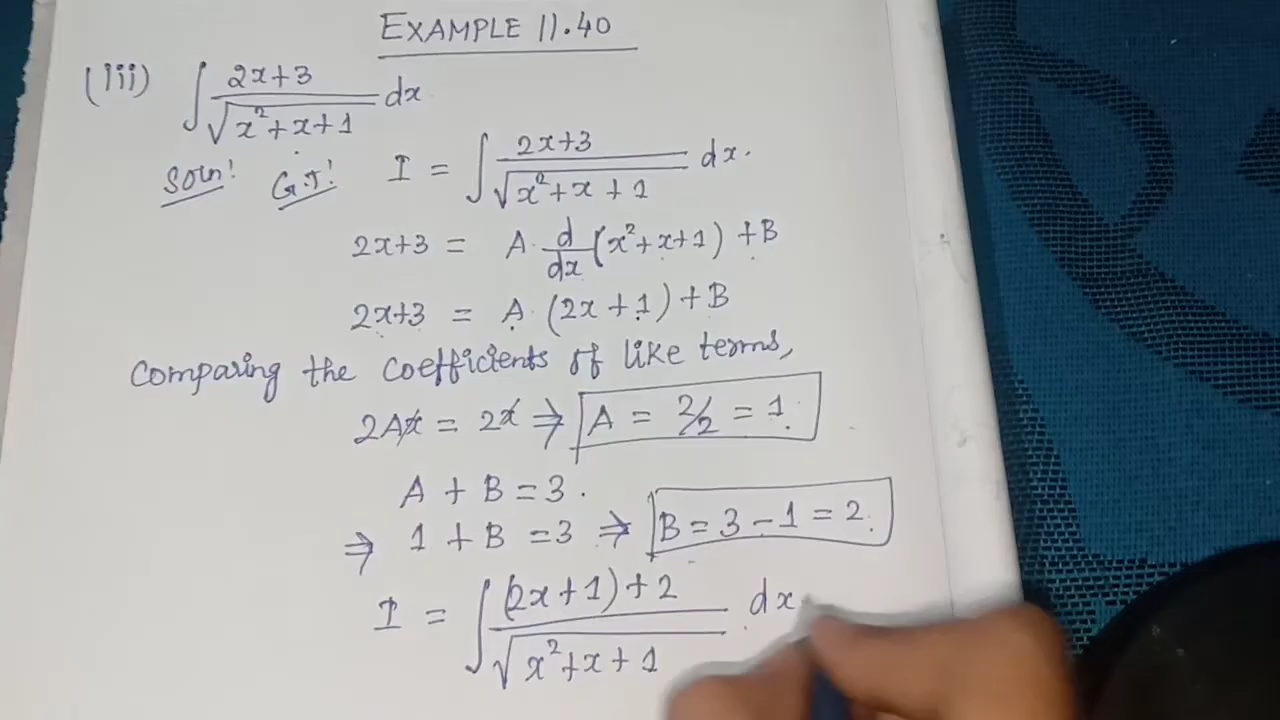 EXAMPLE 11.40
(iii) ∫ 2x+3 / √(x²+x+1) dx
Soln! G.T! I = ∫ 2x+3 / √(x²+x+1) dx.
2x+3 = A. d/dx (x²+x+1) + B
2x+3 = A. (2x+1) + B
Comparing the coefficients of like terms,
2Ax = 2x ⇒ A = 2/2 = 1.
A + B = 3.
⇒ 1 + B = 3 ⇒ B = 3 - 1 = 2.
I = ∫ (2x+1)+2 / √(x²+x+1) dx